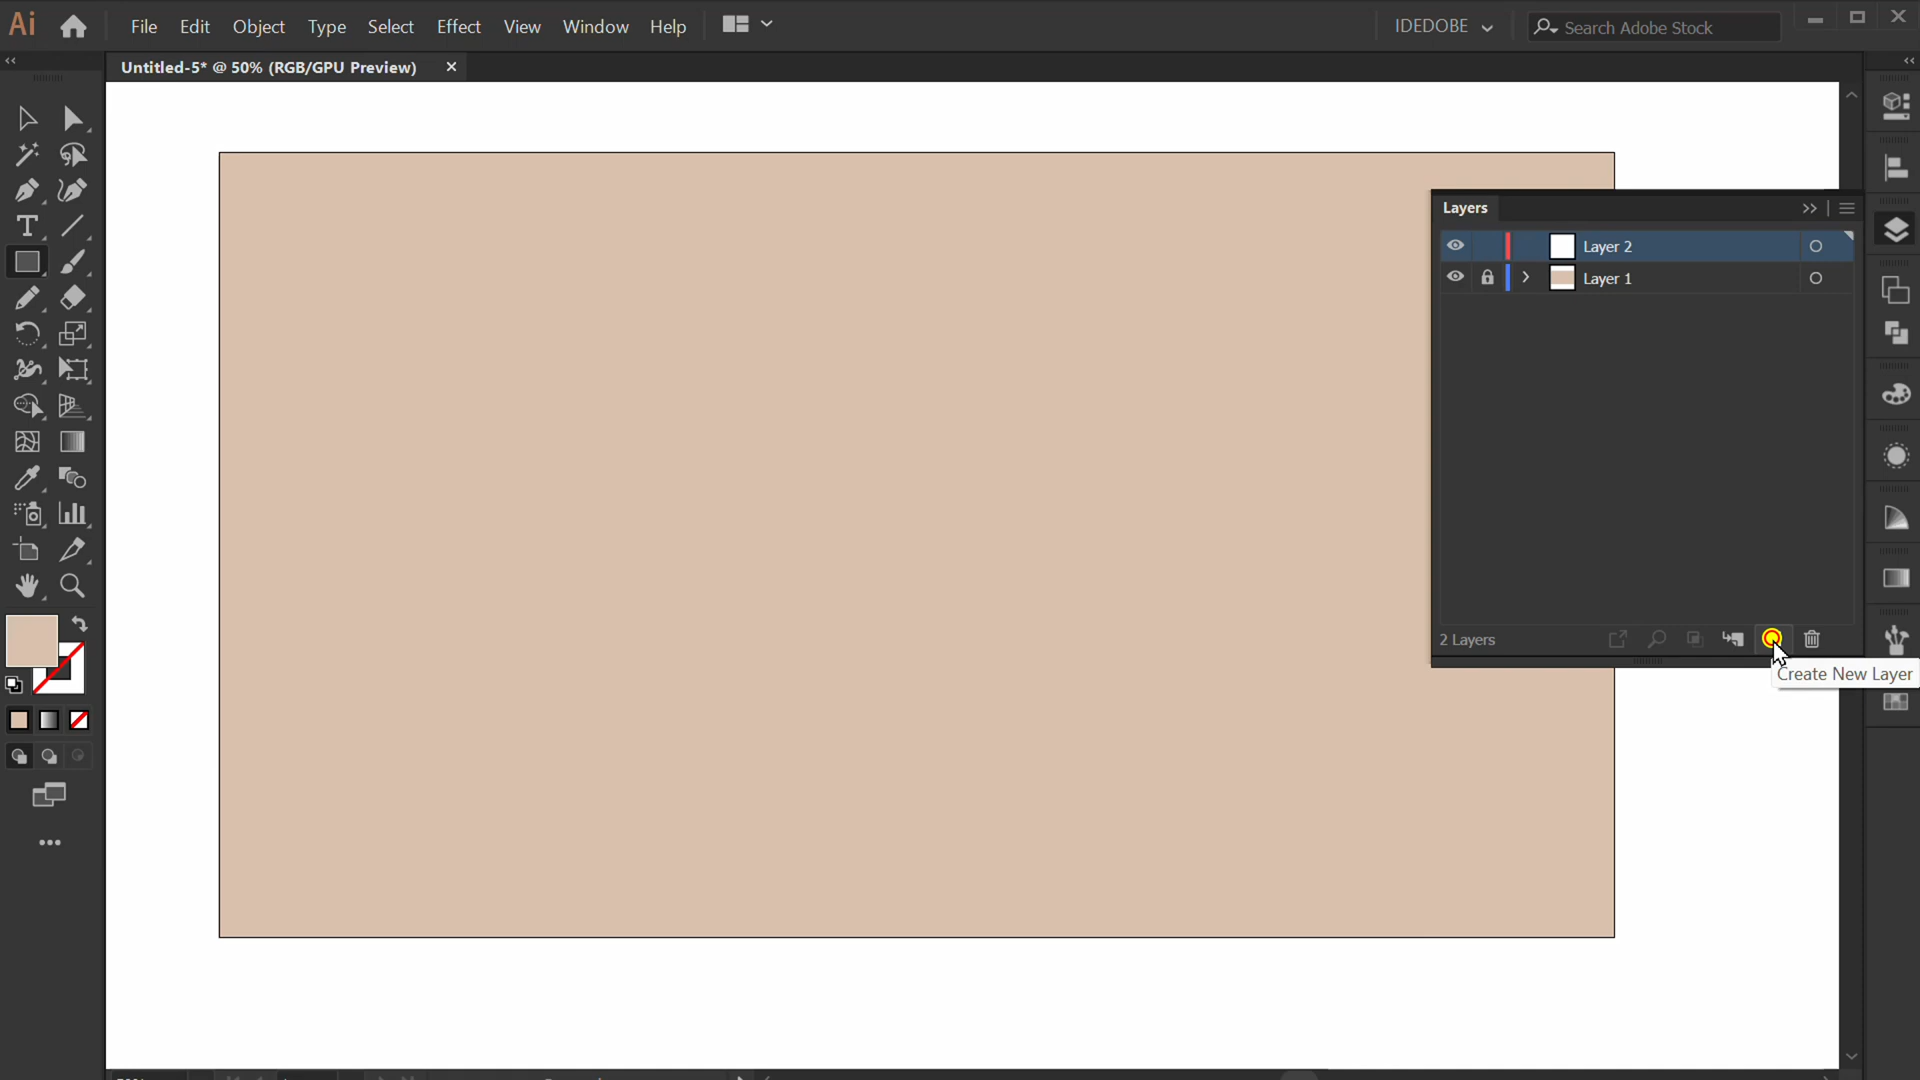 Ai File Edit Object Type Select Effect View Window Help IDEDOBE Search Adobe Stock
Untitled-5* @ 50% (RGB/GPU Preview)
Layers
Layer 2
Layer 1
2 Layers
Create New Layer